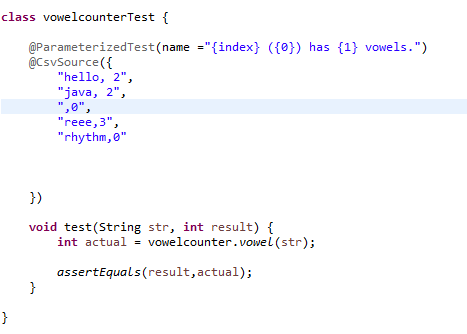 class vowelcounterTest {
@ParameterizedTest(name ="{index} ({0}) has {1} vowels.")
@CsvSource({
"hello, 2",
"java, 2",
",0",
"reee,3",
"rhythm,0"
})
void test(String str, int result) {
int actual = vowelcounter.vowel(str);
assertEquals(result,actual);
}
}